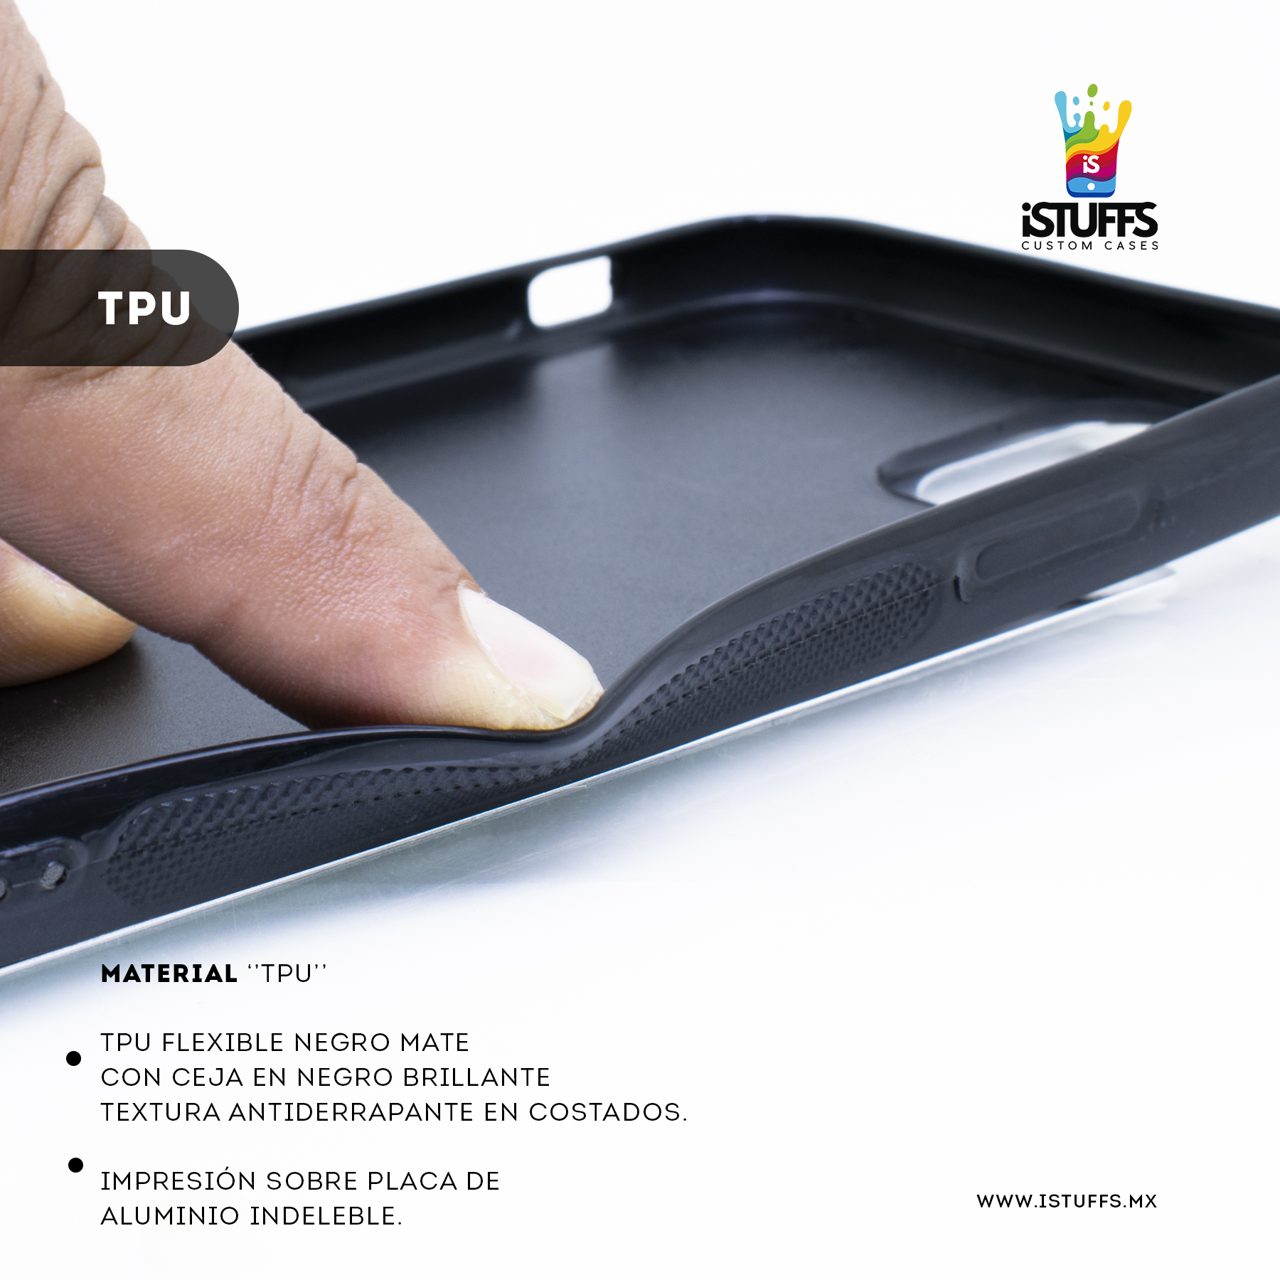 iS
iSTUFFS
CUSTOM CASES
TPU
MATERIAL ‘‘TPU’’
TPU FLEXIBLE NEGRO MATE
CON CEJA EN NEGRO BRILLANTE
TEXTURA ANTIDERRAPANTE EN COSTADOS.
IMPRESIÓN SOBRE PLACA DE
ALUMINIO INDELEBLE.
WWW.ISTUFFS.MX